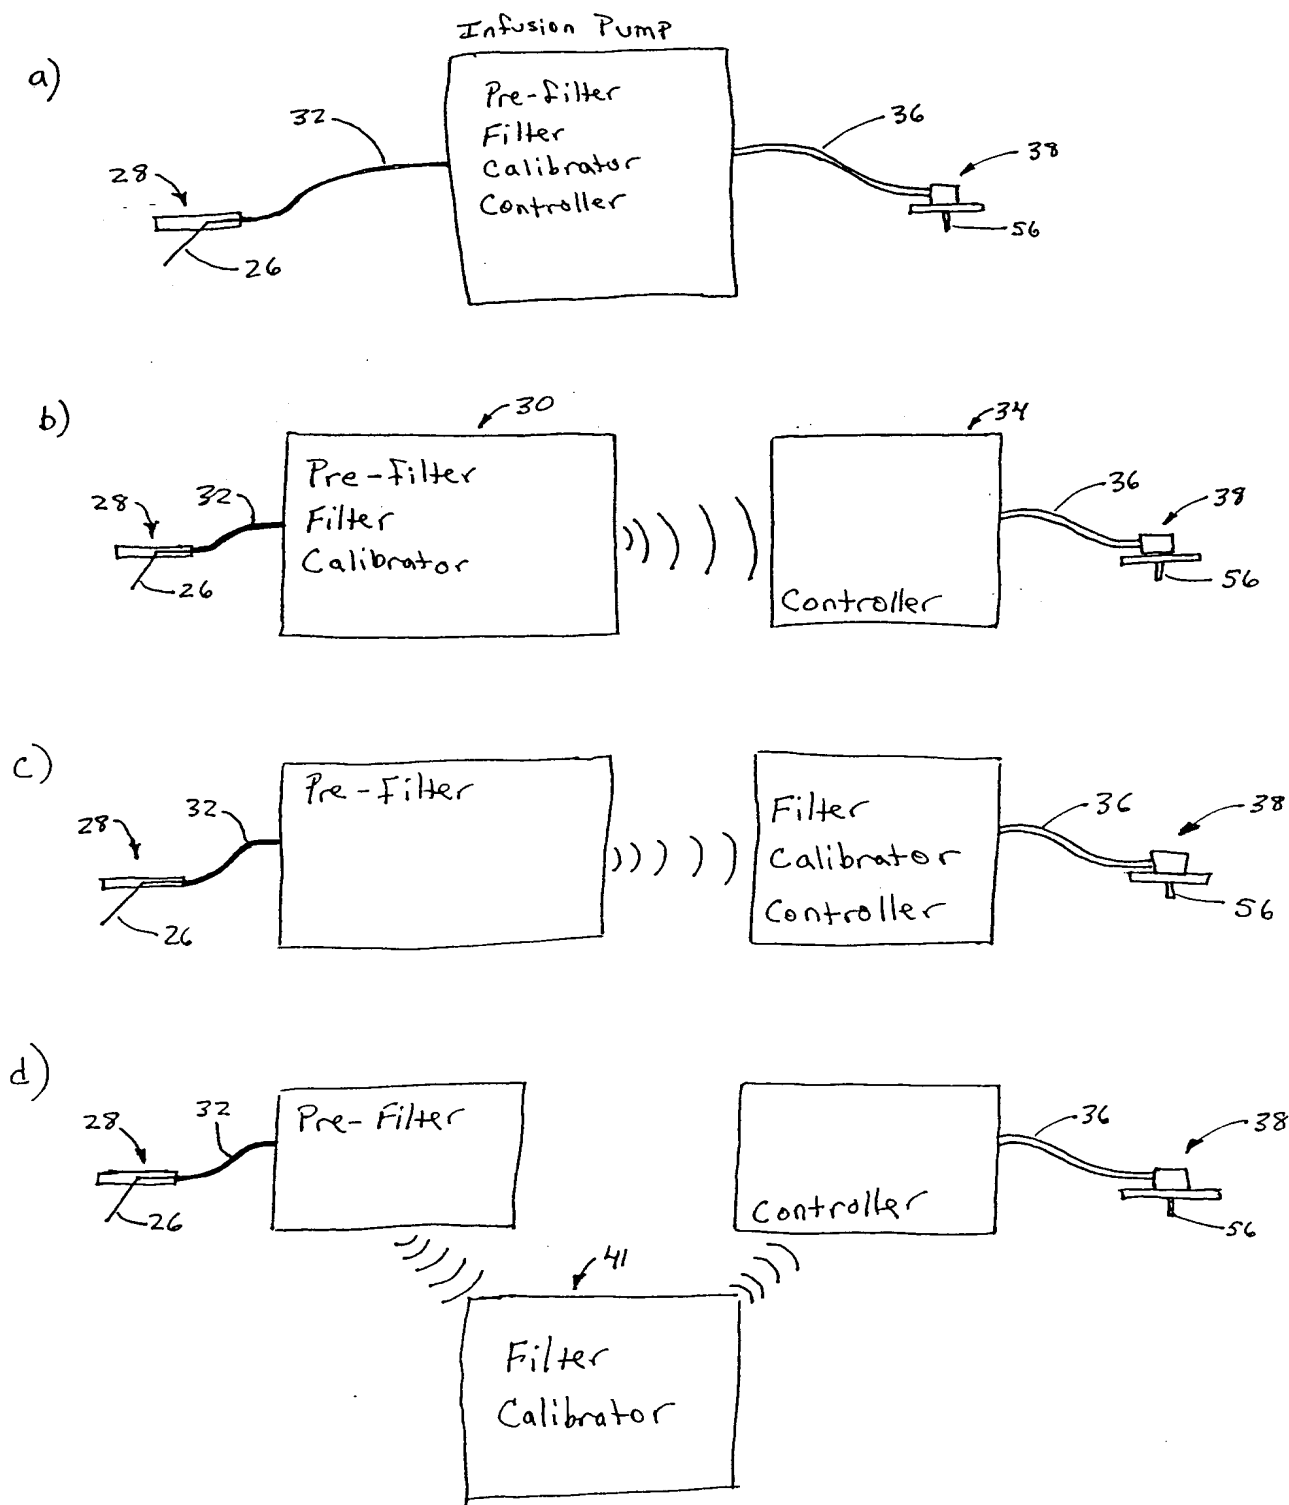 Infusion Pump
a)
Pre-filter
Filter
Calibrator
Controller
32
36
28
38
26
56
b)
30
34
Pre-Filter
Filter
Calibrator
Controller
28
32
36
38
26
56
c)
Pre-Filter
Filter
Calibrator
Controller
28
32
36
38
26
56
d)
Pre-Filter
Controller
28
32
36
38
26
56
41
Filter
Calibrator